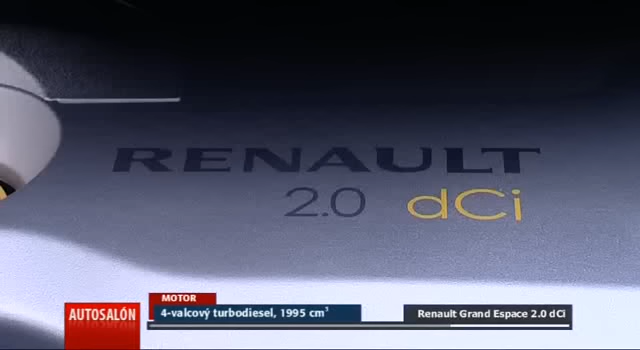 RENAULT
2.0 dCi
AUTOSALÓN
MOTOR
4-valcový turbodiesel, 1995 cm³
Renault Grand Espace 2.0 dCi